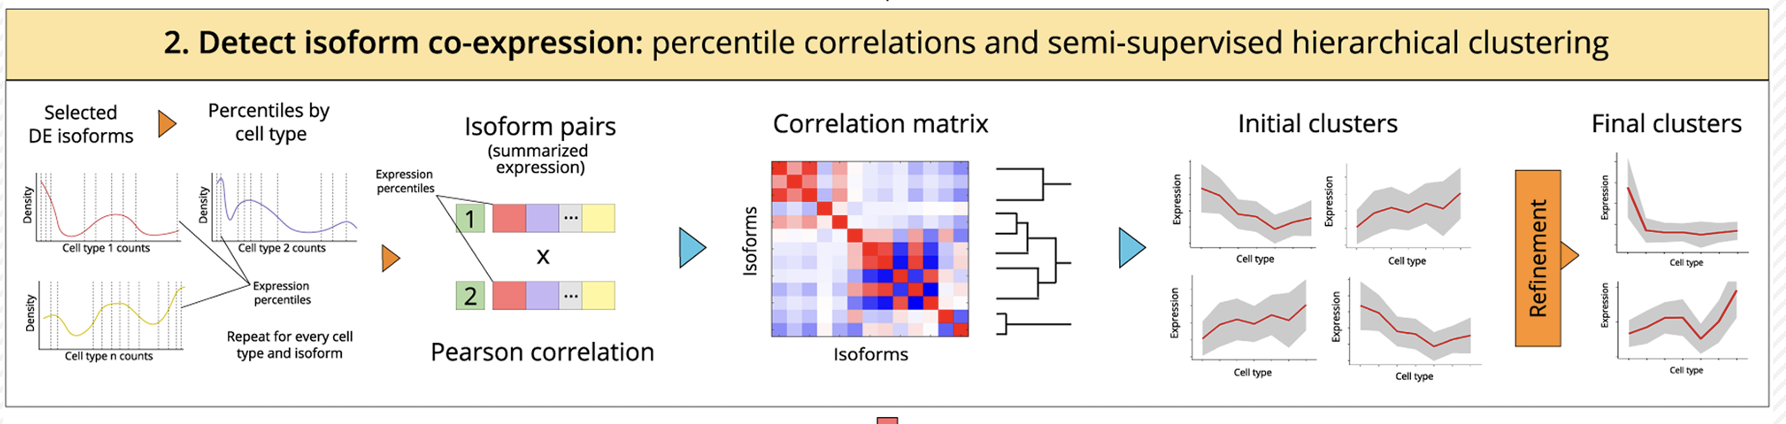 2. Detect isoform co-expression: percentile correlations and semi-supervised hierarchical clustering
Selected
DE isoforms
Percentiles by
cell type
Density
Cell type 1 counts
Density
Cell type 2 counts
Density
Cell type n counts
Expression
percentiles
Repeat for every cell
type and isoform
Isoform pairs
(summarized
expression)
Expression
percentiles
1
...
x
2
...
Pearson correlation
Correlation matrix
Isoforms
Isoforms
Initial clusters
Expression
Cell type
Expression
Cell type
Expression
Cell type
Expression
Cell type
Refinement
Final clusters
Expression
Cell type
Expression
Cell type